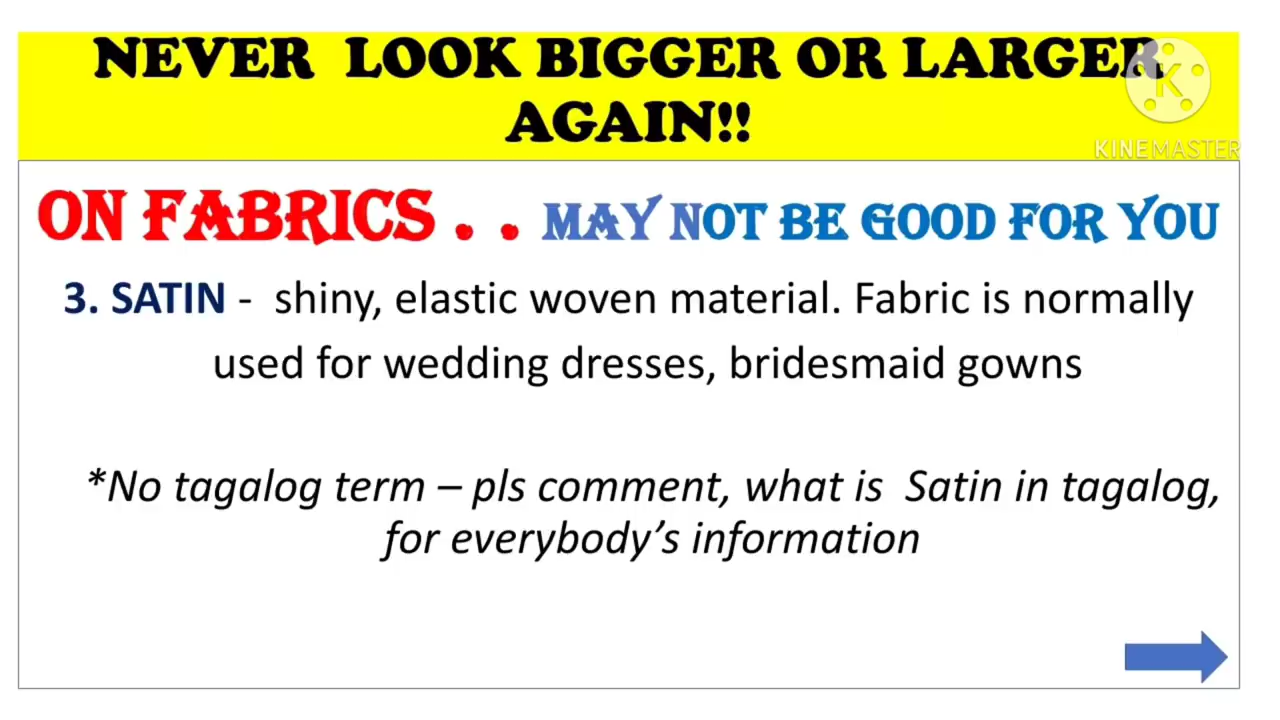 NEVER LOOK BIGGER OR LARGER
AGAIN!!
KINEMASTER
ON FABRICS . . MAY NOT BE GOOD FOR YOU
3. SATIN - shiny, elastic woven material. Fabric is normally
used for wedding dresses, bridesmaid gowns
*No tagalog term – pls comment, what is Satin in tagalog,
for everybody's information